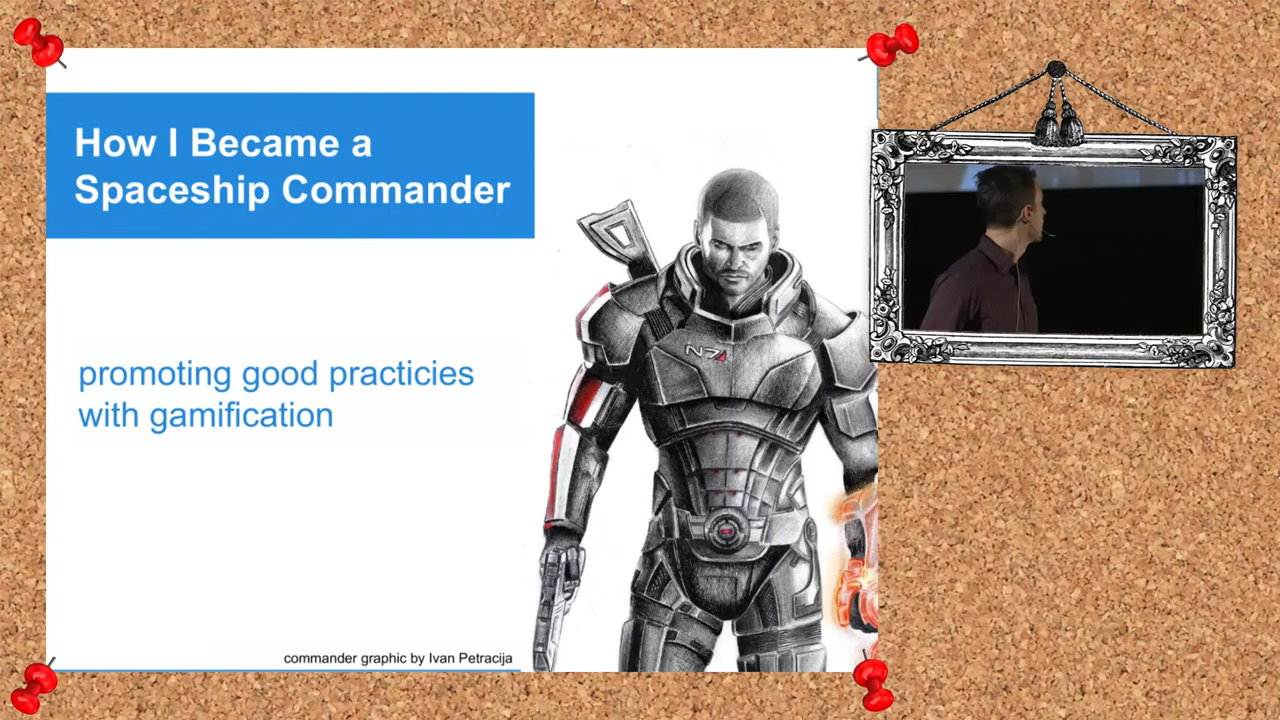 How I Became a
Spaceship Commander
promoting good practicies
with gamification
N7
commander graphic by Ivan Petracija